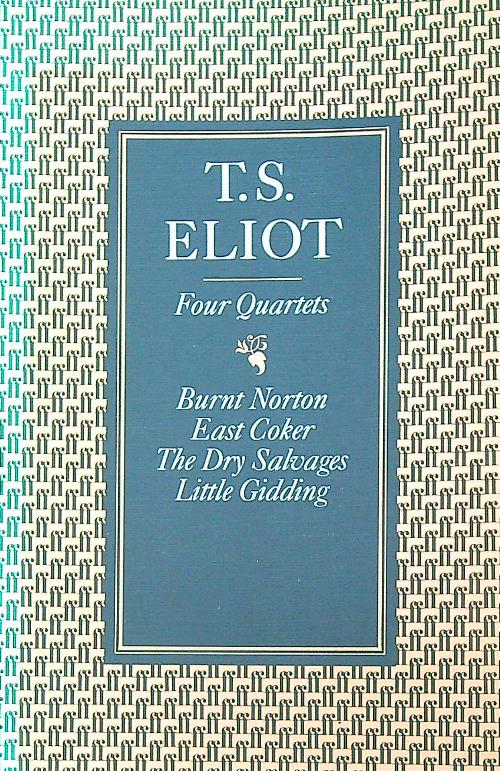 T.S.
ELIOT
Four Quartets
Burnt Norton
East Coker
The Dry Salvages
Little Gidding